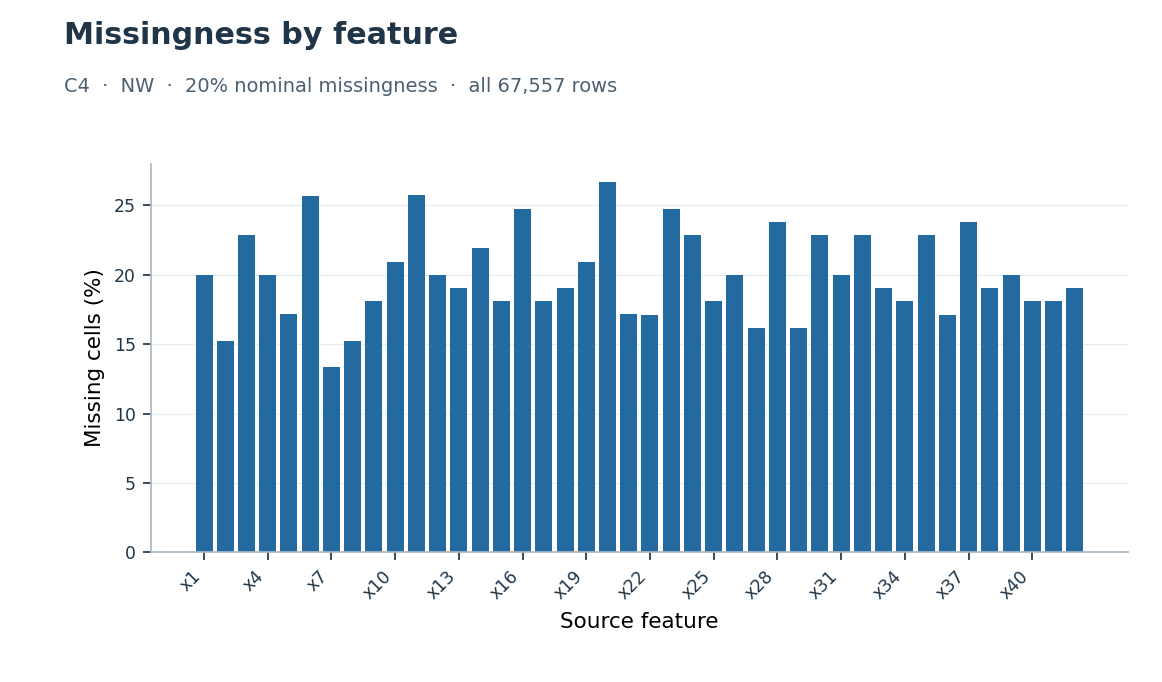 Missingness by feature
C4 · NW · 20% nominal missingness · all 67,557 rows
Missing cells (%)
25
20
15
10
5
0
x1 x4 x7 x10 x13 x16 x19 x22 x25 x28 x31 x34 x37 x40
Source feature